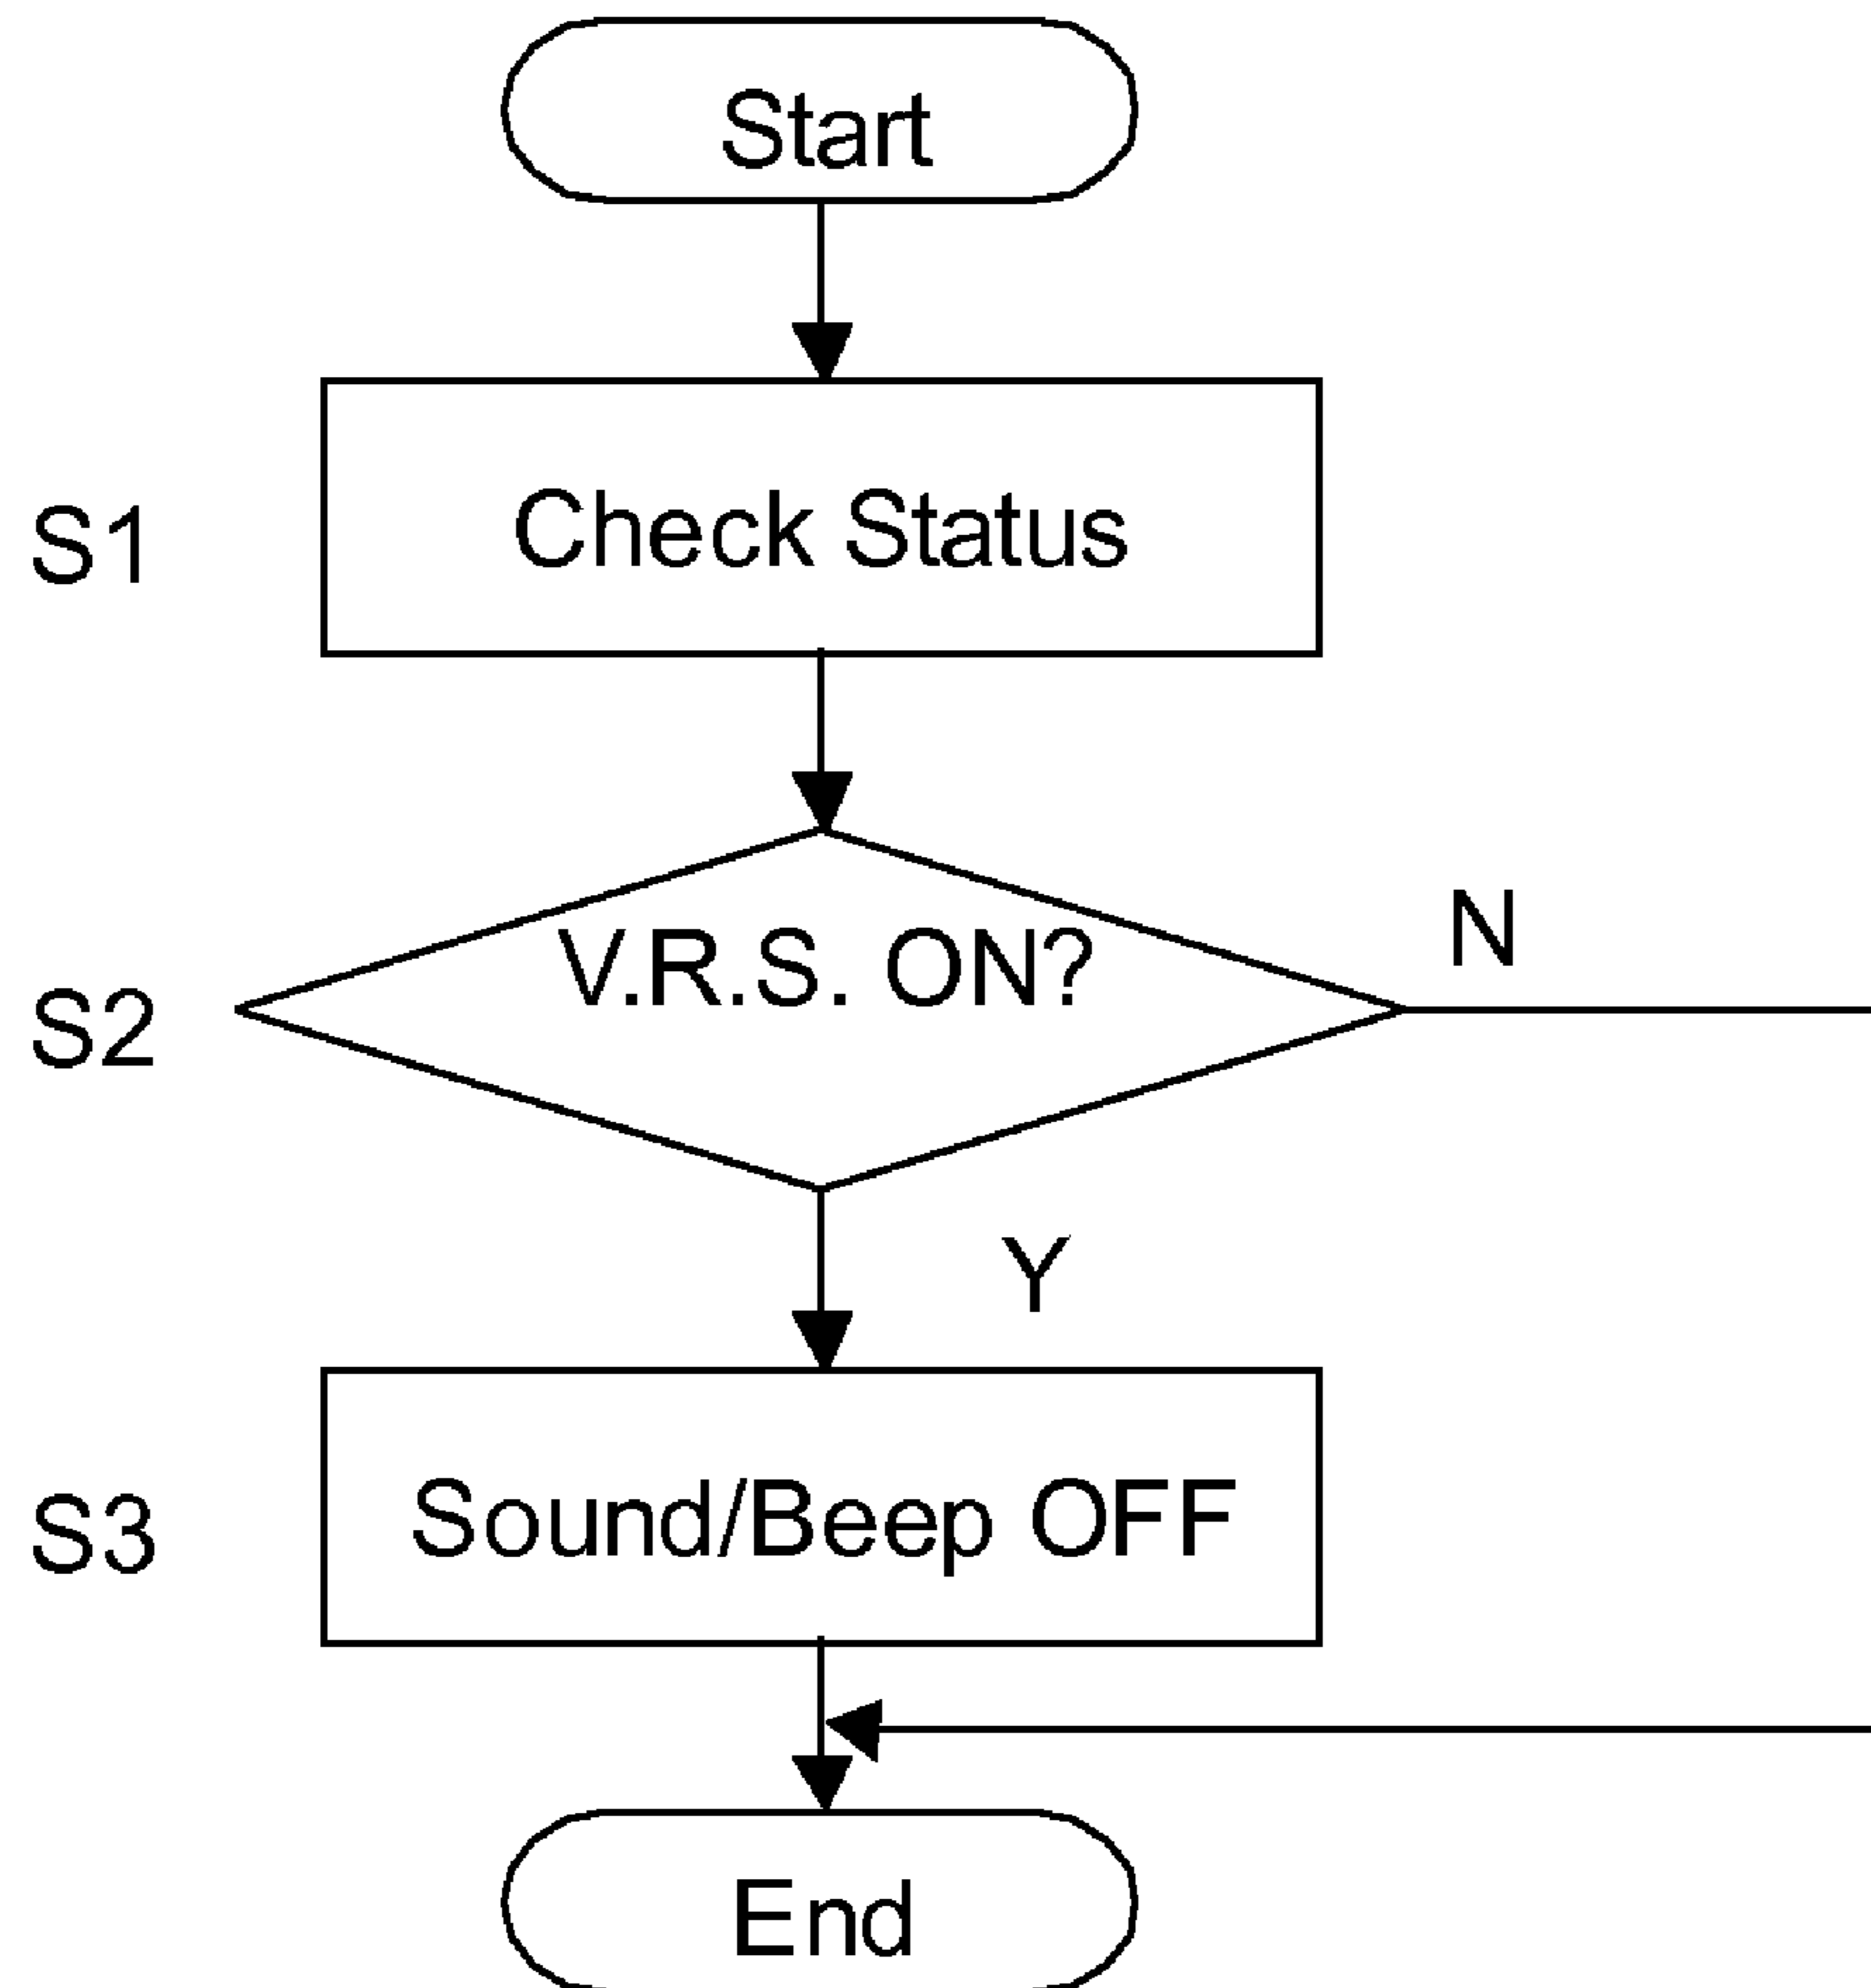 Start
S1
Check Status
S2
V.R.S. ON?
N
Y
S3
Sound/Beep OFF
End